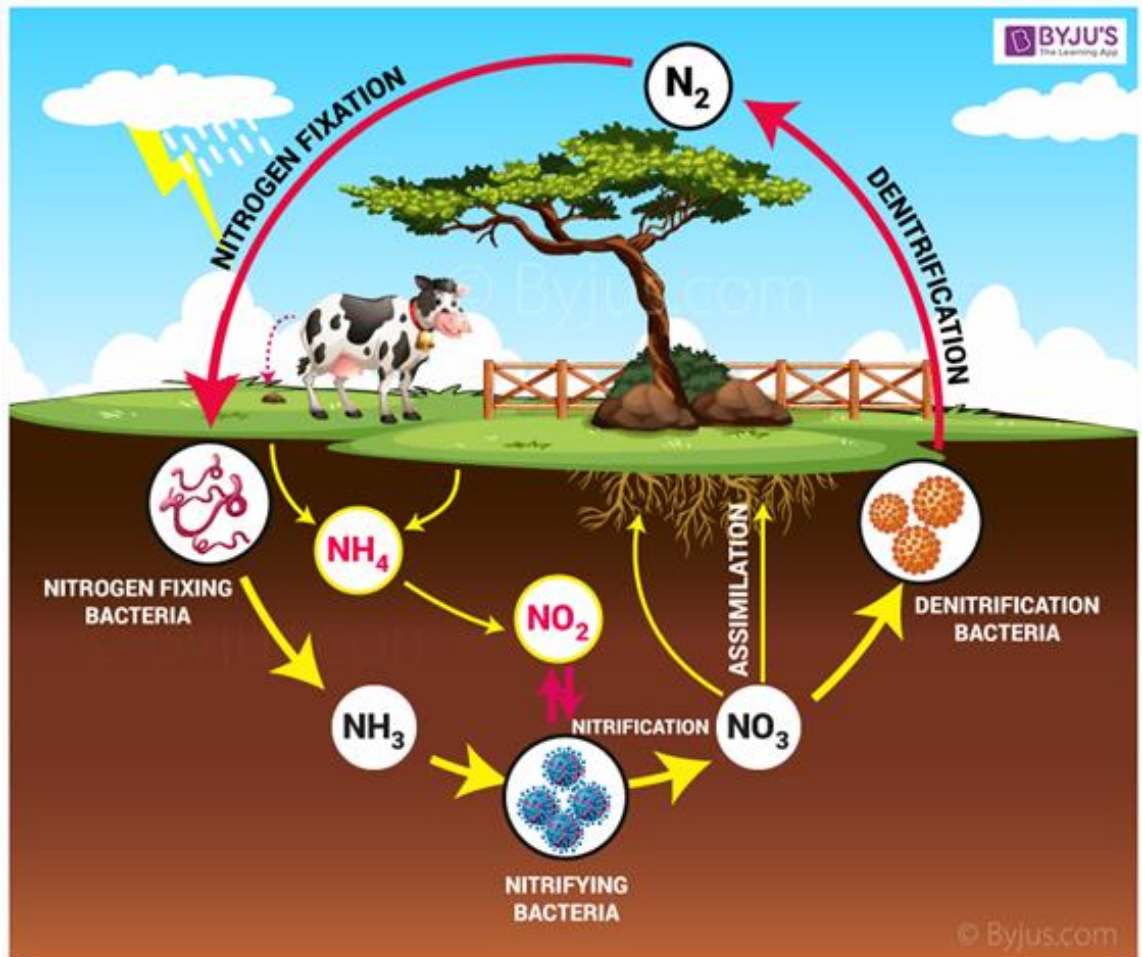 BYJU'S
The Learning App
N₂
NITROGEN FIXATION
DENITRIFICATION
© Byjus.com
NH₄
NITROGEN FIXING
BACTERIA
NO₂
ASSIMILATION
DENITRIFICATION
BACTERIA
NH₃
NITRIFICATION
NO₃
NITRIFYING
BACTERIA
© Byjus.com